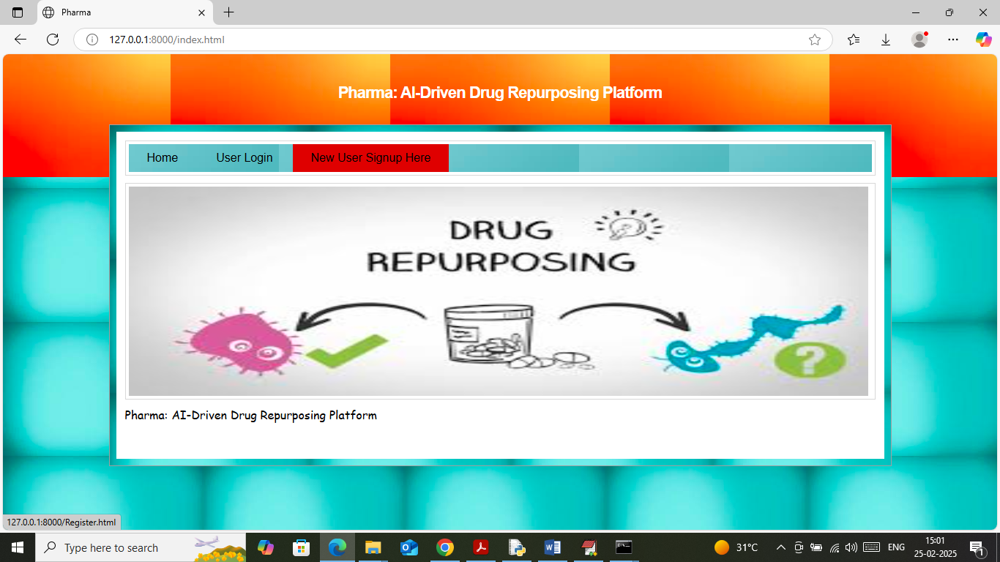 Pharma
127.0.0.1:8000/index.html
Pharma: AI-Driven Drug Repurposing Platform
Home User Login New User Signup Here
DRUG
REPURPOSING
?
Pharma: AI-Driven Drug Repurposing Platform
127.0.0.1:8000/Register.html
Type here to search
31°C
ENG
15:01
25-02-2025
1